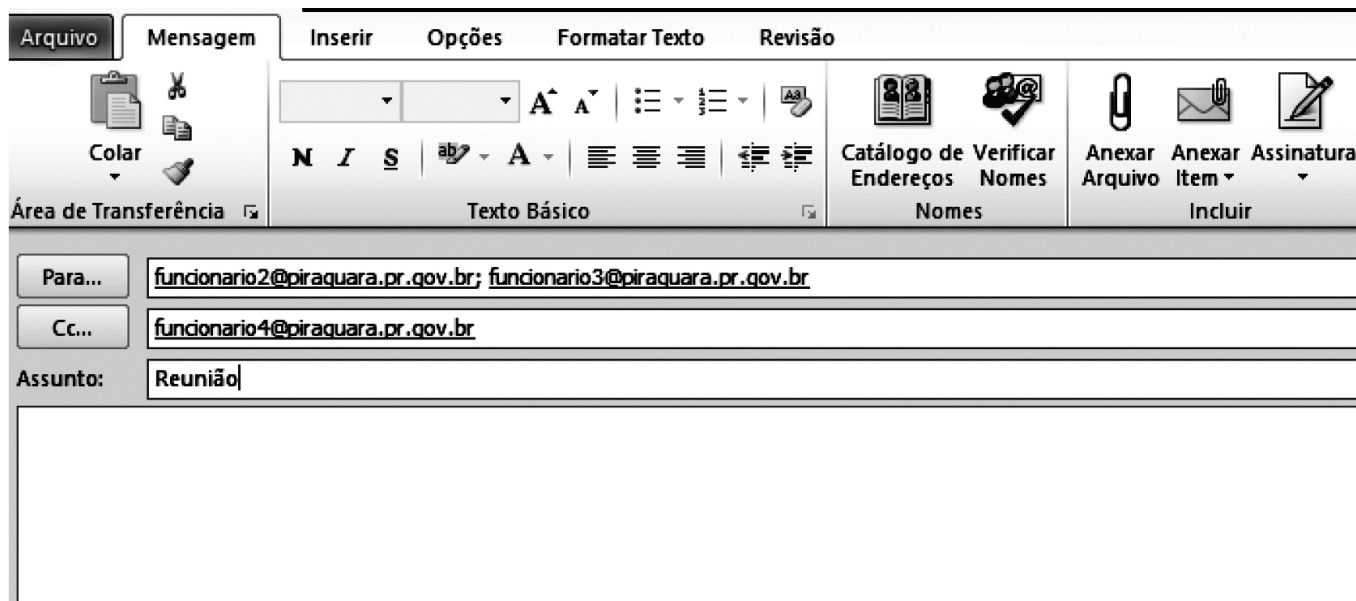 Arquivo Mensagem Inserir Opções Formatar Texto Revisão
Colar
N I S ab A
A A Aa
Catálogo de Endereços
Verificar Nomes
Anexar Arquivo
Anexar Item
Assinatura
Área de Transferência Texto Básico Nomes Incluir
Para... funcionario2@piraquara.pr.gov.br; funcionario3@piraquara.pr.gov.br
Cc... funcionario4@piraquara.pr.gov.br
Assunto: Reunião